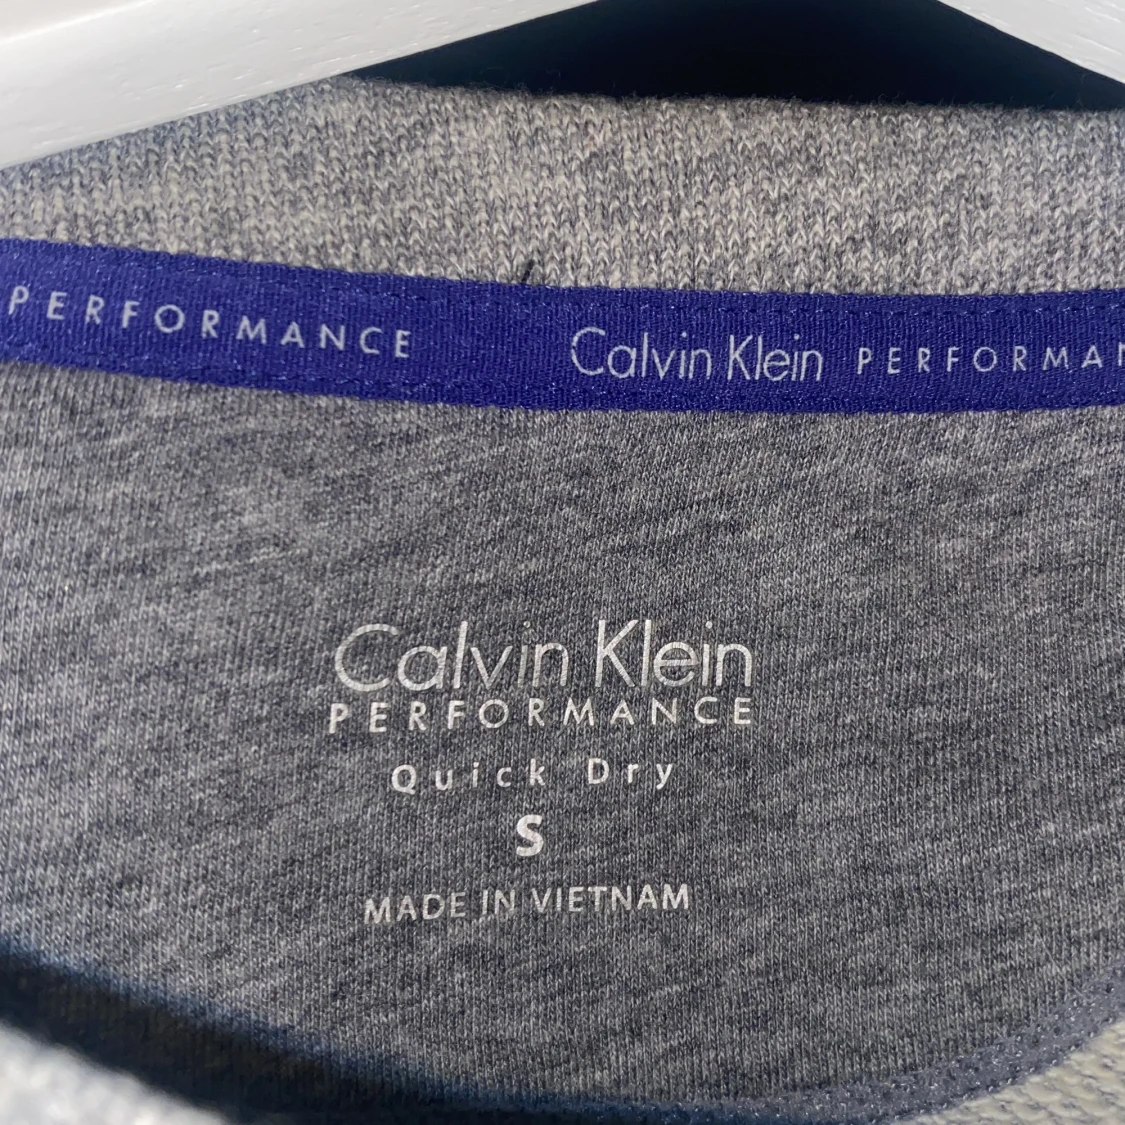 PERFORMANCE Calvin Klein PERFORMAN
Calvin Klein
PERFORMANCE
Quick Dry
S
MADE IN VIETNAM